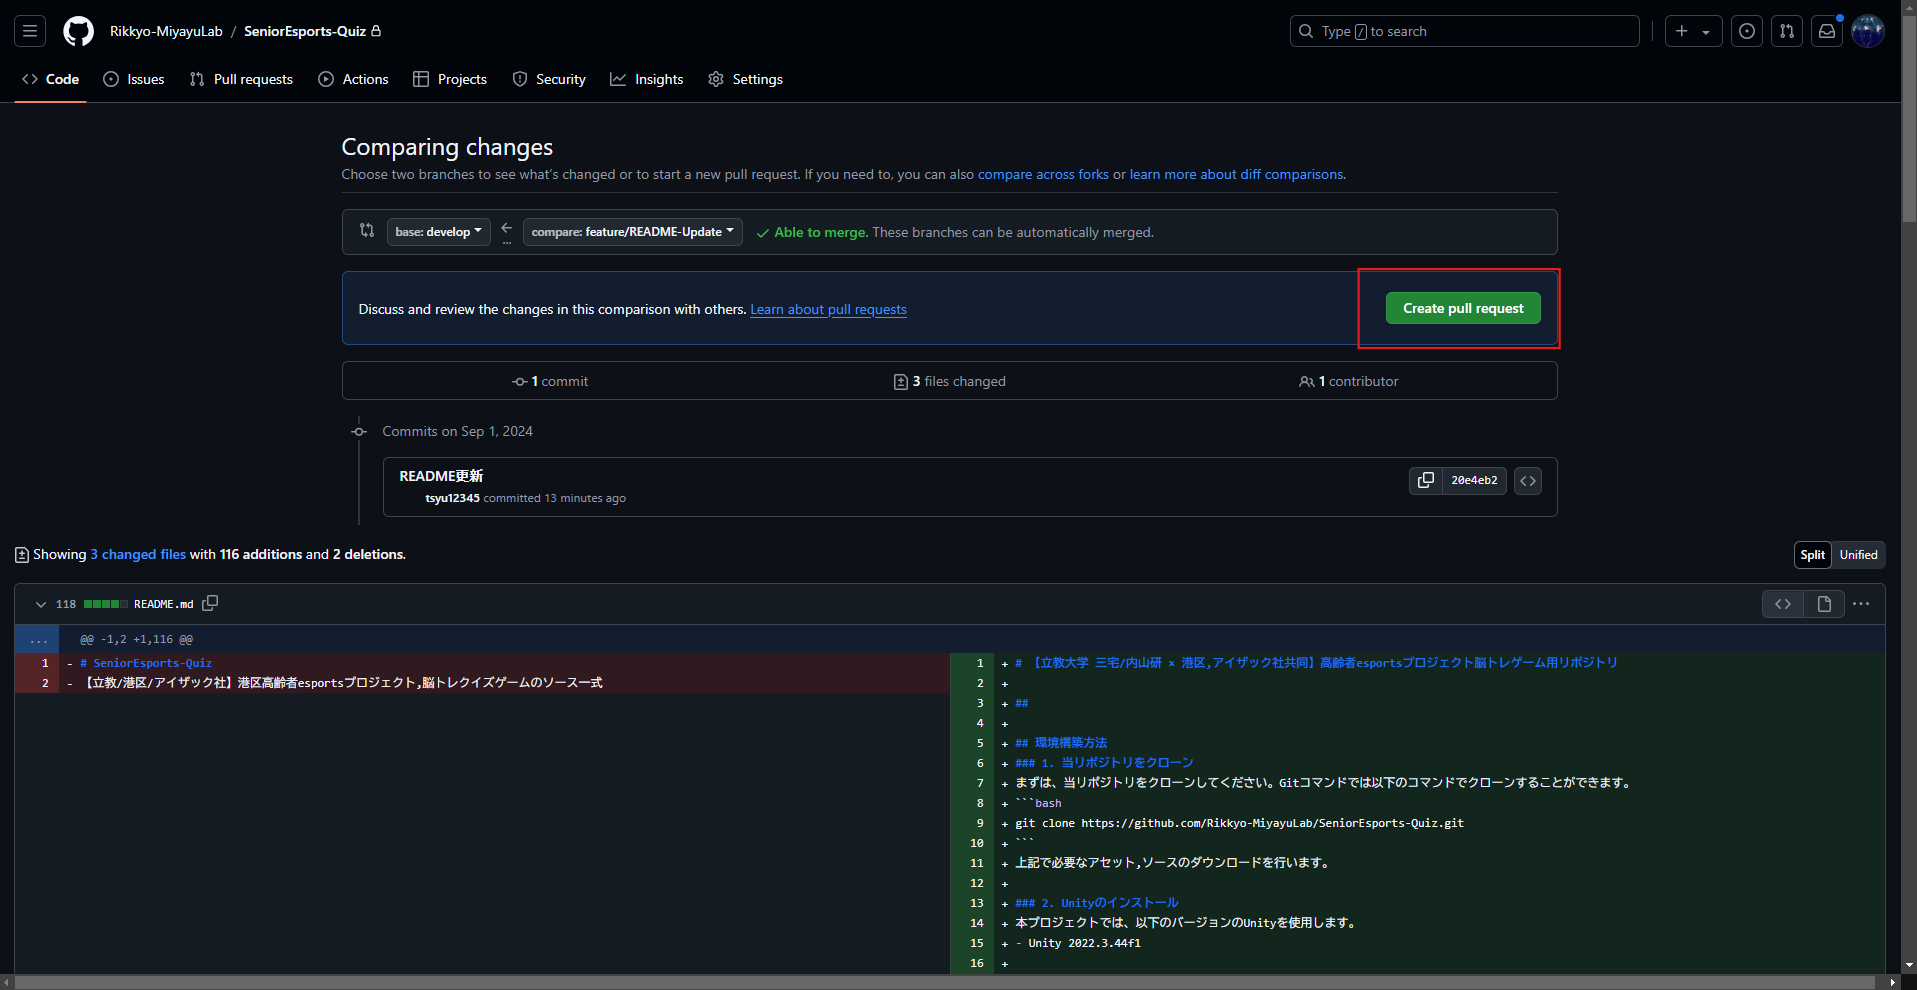 Rikkyo-MiyayuLab / SeniorEsports-Quiz
Type / to search
Code Issues Pull requests Actions Projects Security Insights Settings
Comparing changes
Choose two branches to see what's changed or to start a new pull request. If you need to, you can also compare across forks or learn more about diff comparisons.
base: develop ... compare: feature/README-Update Able to merge. These branches can be automatically merged.
Discuss and review the changes in this comparison with others. Learn about pull requests
Create pull request
1 commit 3 files changed 1 contributor
Commits on Sep 1, 2024
README更新
tsyu12345 committed 13 minutes ago
20e4eb2
Showing 3 changed files with 116 additions and 2 deletions.
Split Unified
118 README.md
... @@ -1,2 +1,116 @@
1 - # SeniorEsports-Quiz
2 - 【立教/港区/アイザック社】港区高齢者esportsプロジェクト,脳トレクイズゲームのソース一式
1 + # 【立教大学 三宅/内山研 × 港区,アイザック社共同】高齢者esportsプロジェクト脳トレゲーム用リポジトリ
2 +
3 + ##
4 +
5 + ## 環境構築方法
6 + ### 1. 当リポジトリをクローン
7 + まずは、当リポジトリをクローンしてください。Gitコマンドでは以下のコマンドでクローンすることができます。
8 + ```bash
9 + git clone https://github.com/Rikkyo-MiyayuLab/SeniorEsports-Quiz.git
10 + ```
11 + 上記で必要なアセット,ソースのダウンロードを行います。
12 +
13 + ### 2. Unityのインストール
14 + 本プロジェクトでは、以下のバージョンのUnityを使用します。
15 + - Unity 2022.3.44f1
16 +